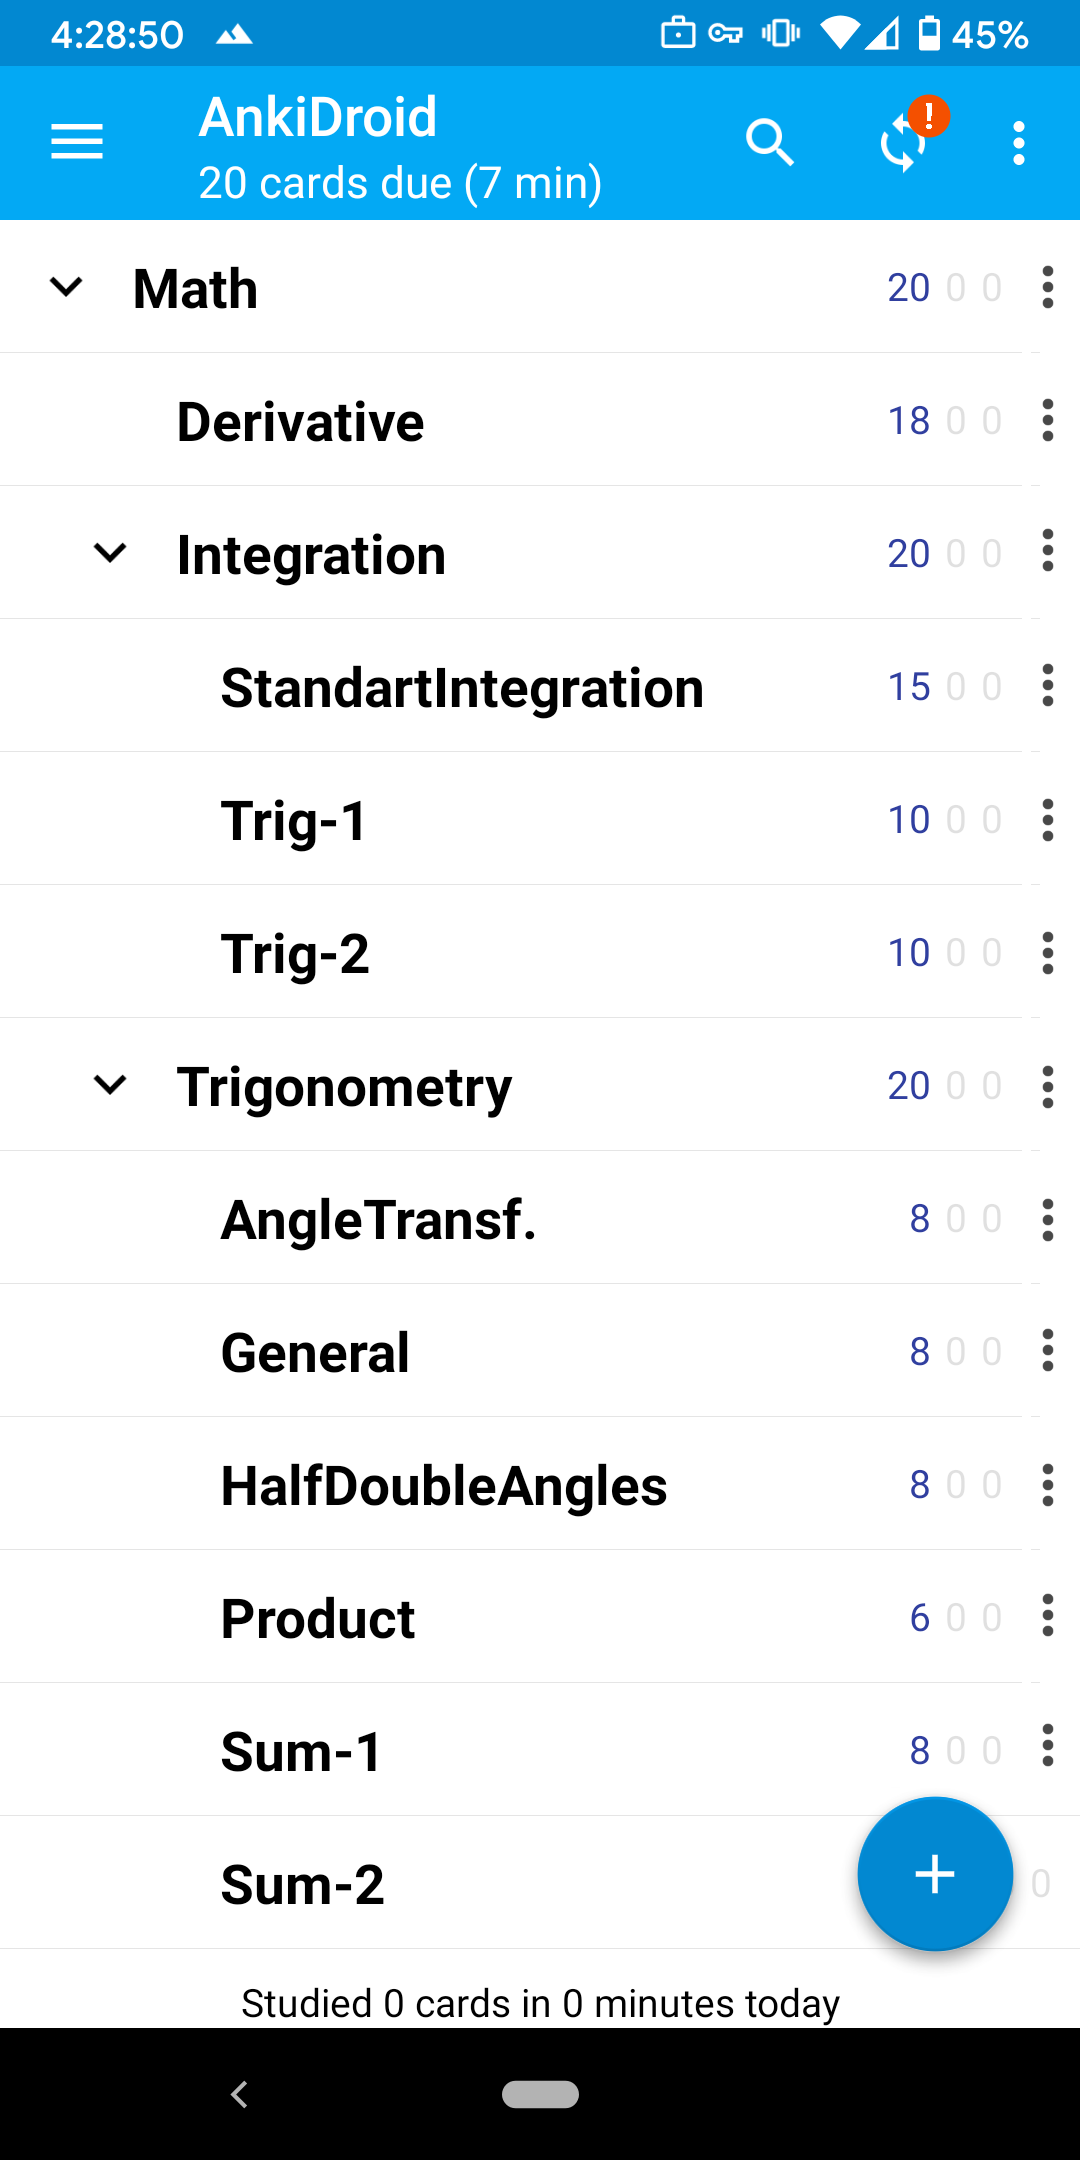 4:28:50 45%
AnkiDroid
20 cards due (7 min)
Math 20 0 0
Derivative 18 0 0
Integration 20 0 0
StandartIntegration 15 0 0
Trig-1 10 0 0
Trig-2 10 0 0
Trigonometry 20 0 0
AngleTransf. 8 0 0
General 8 0 0
HalfDoubleAngles 8 0 0
Product 6 0 0
Sum-1 8 0 0
Sum-2 0
Studied 0 cards in 0 minutes today